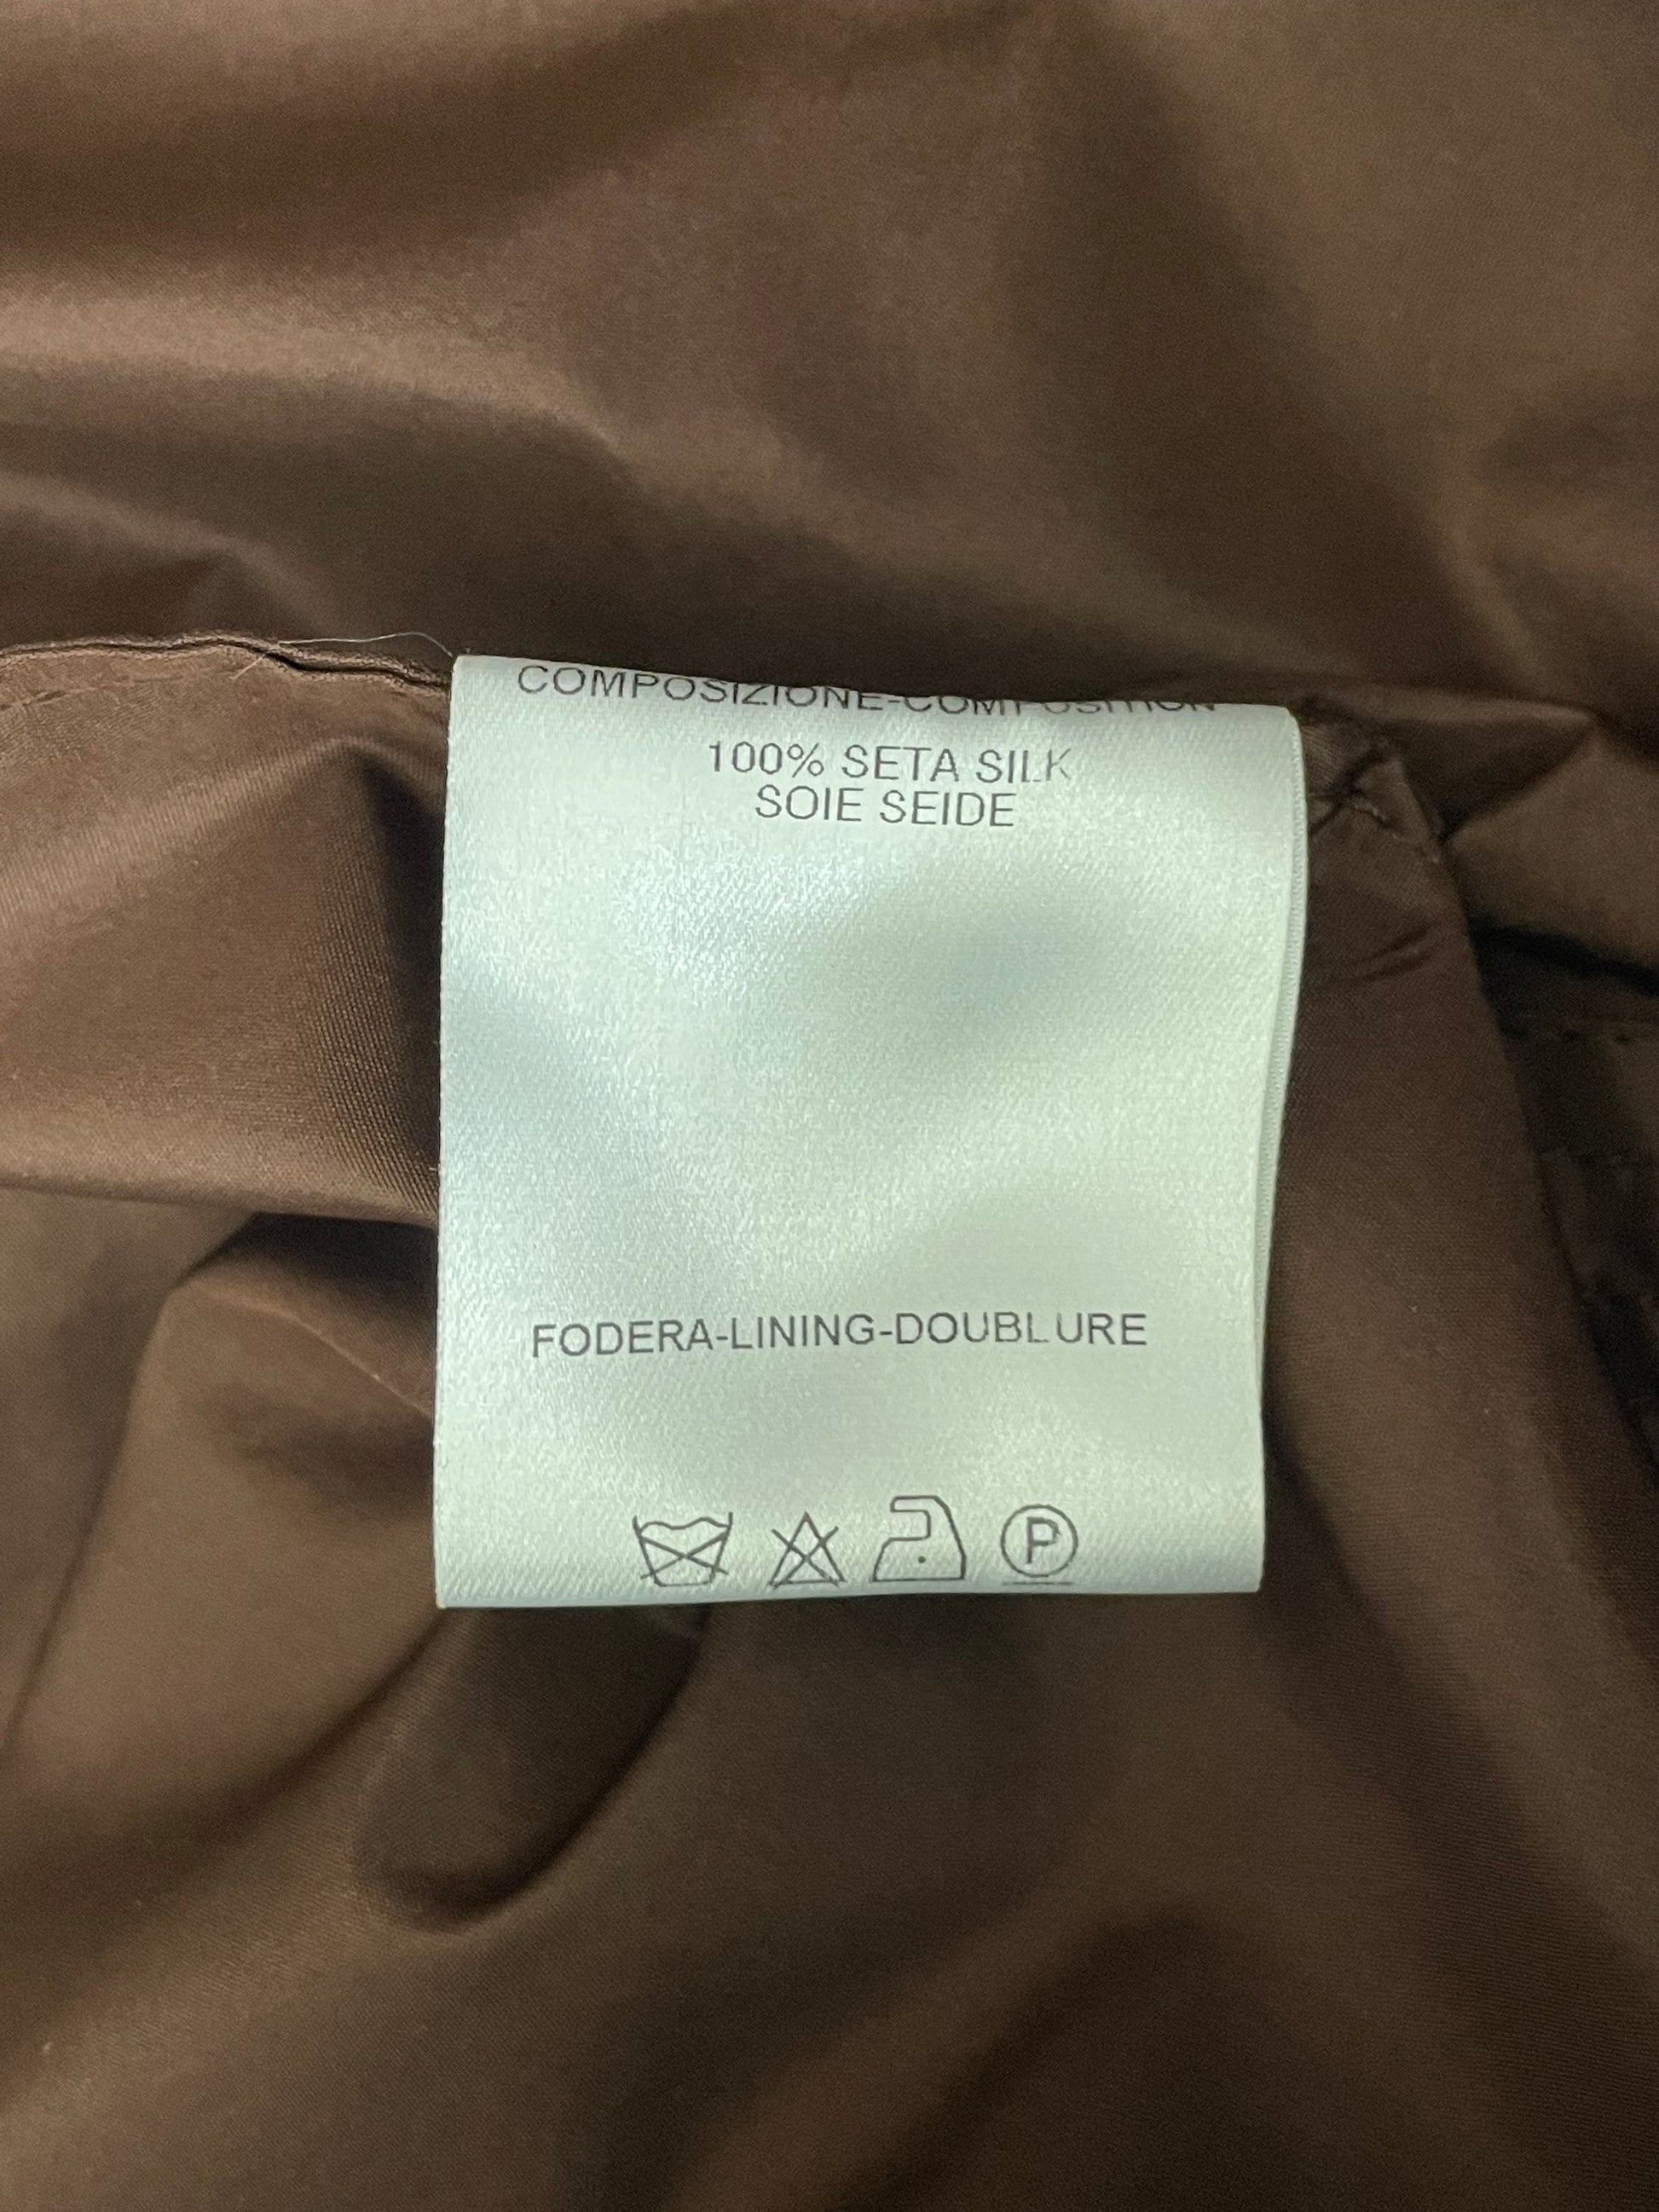 COMPOSIZIONE-COMPOSITION
100% SETA SILK
SOIE SEIDE
FODERA-LINING-DOUBLURE
P